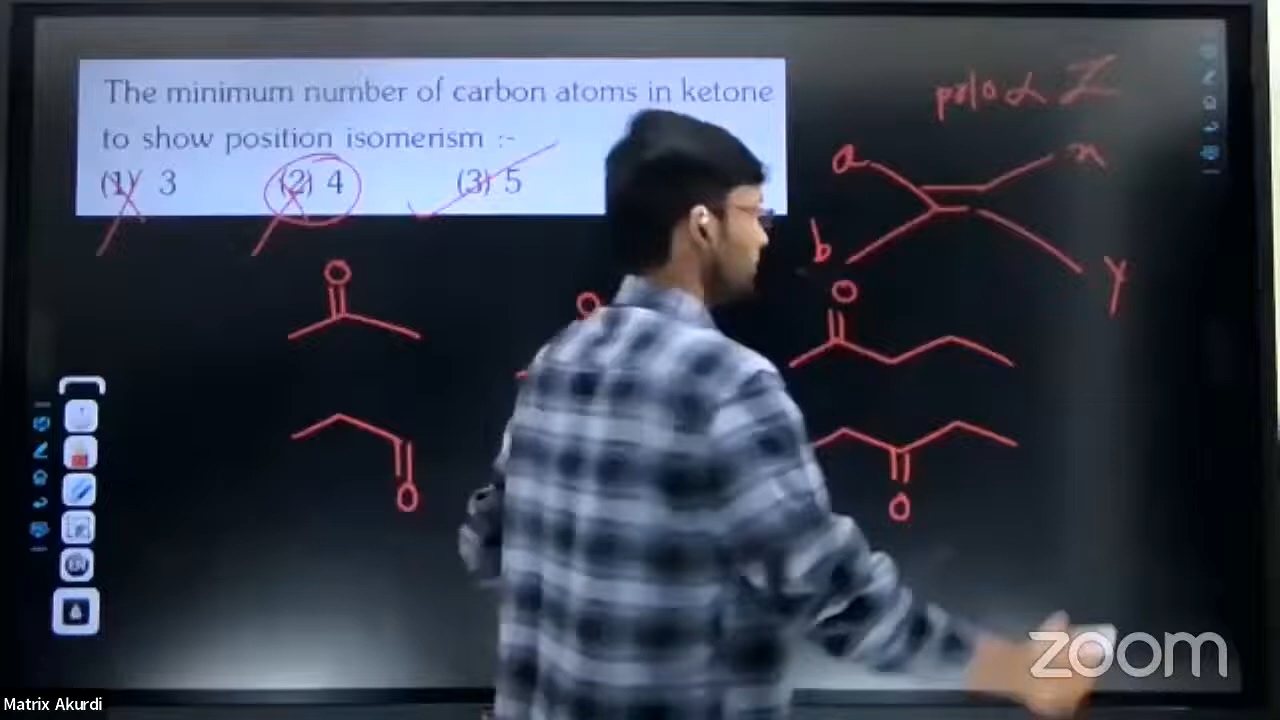 The minimum number of carbon atoms in ketone
to show position isomerism :-
(1) 3 (2) 4 (3) 5
a x
b y
O
O
O
O
O
zoom
Matrix Akurdi